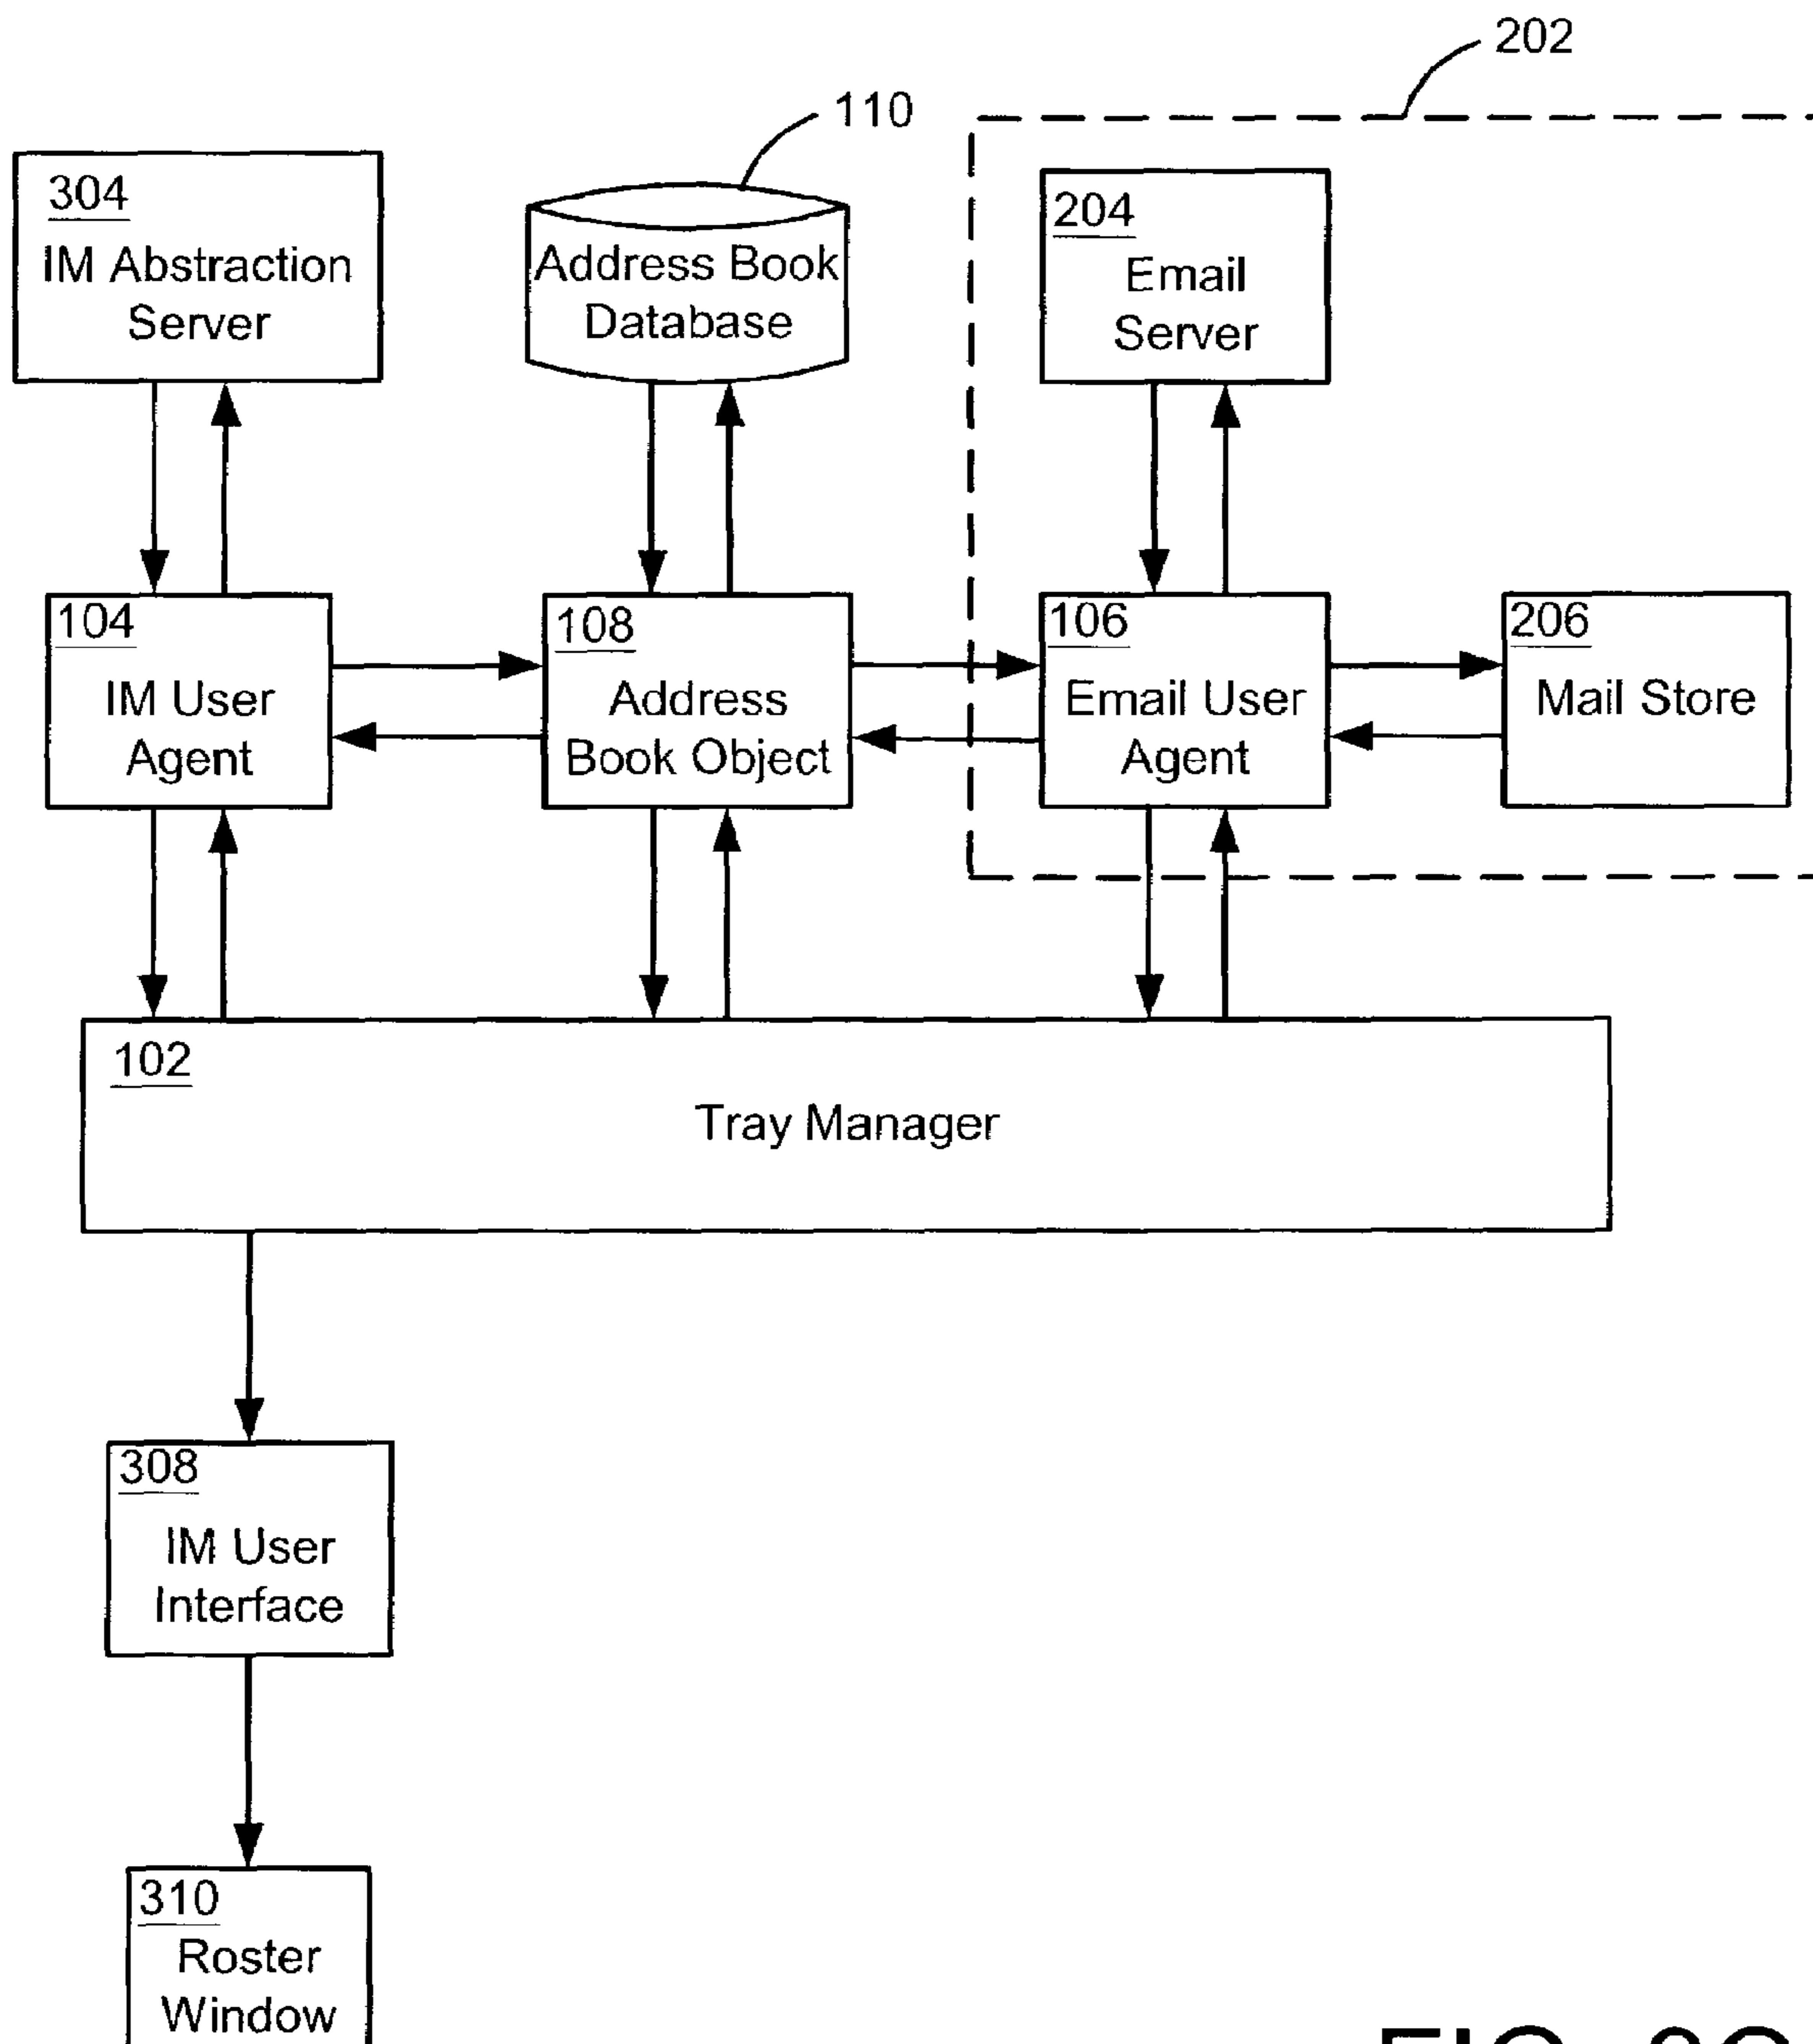 202
110
304
IM Abstraction
Server
Address Book
Database
204
Email
Server
104
IM User
Agent
108
Address
Book Object
106
Email User
Agent
206
Mail Store
102
Tray Manager
308
IM User
Interface
310
Roster
Window